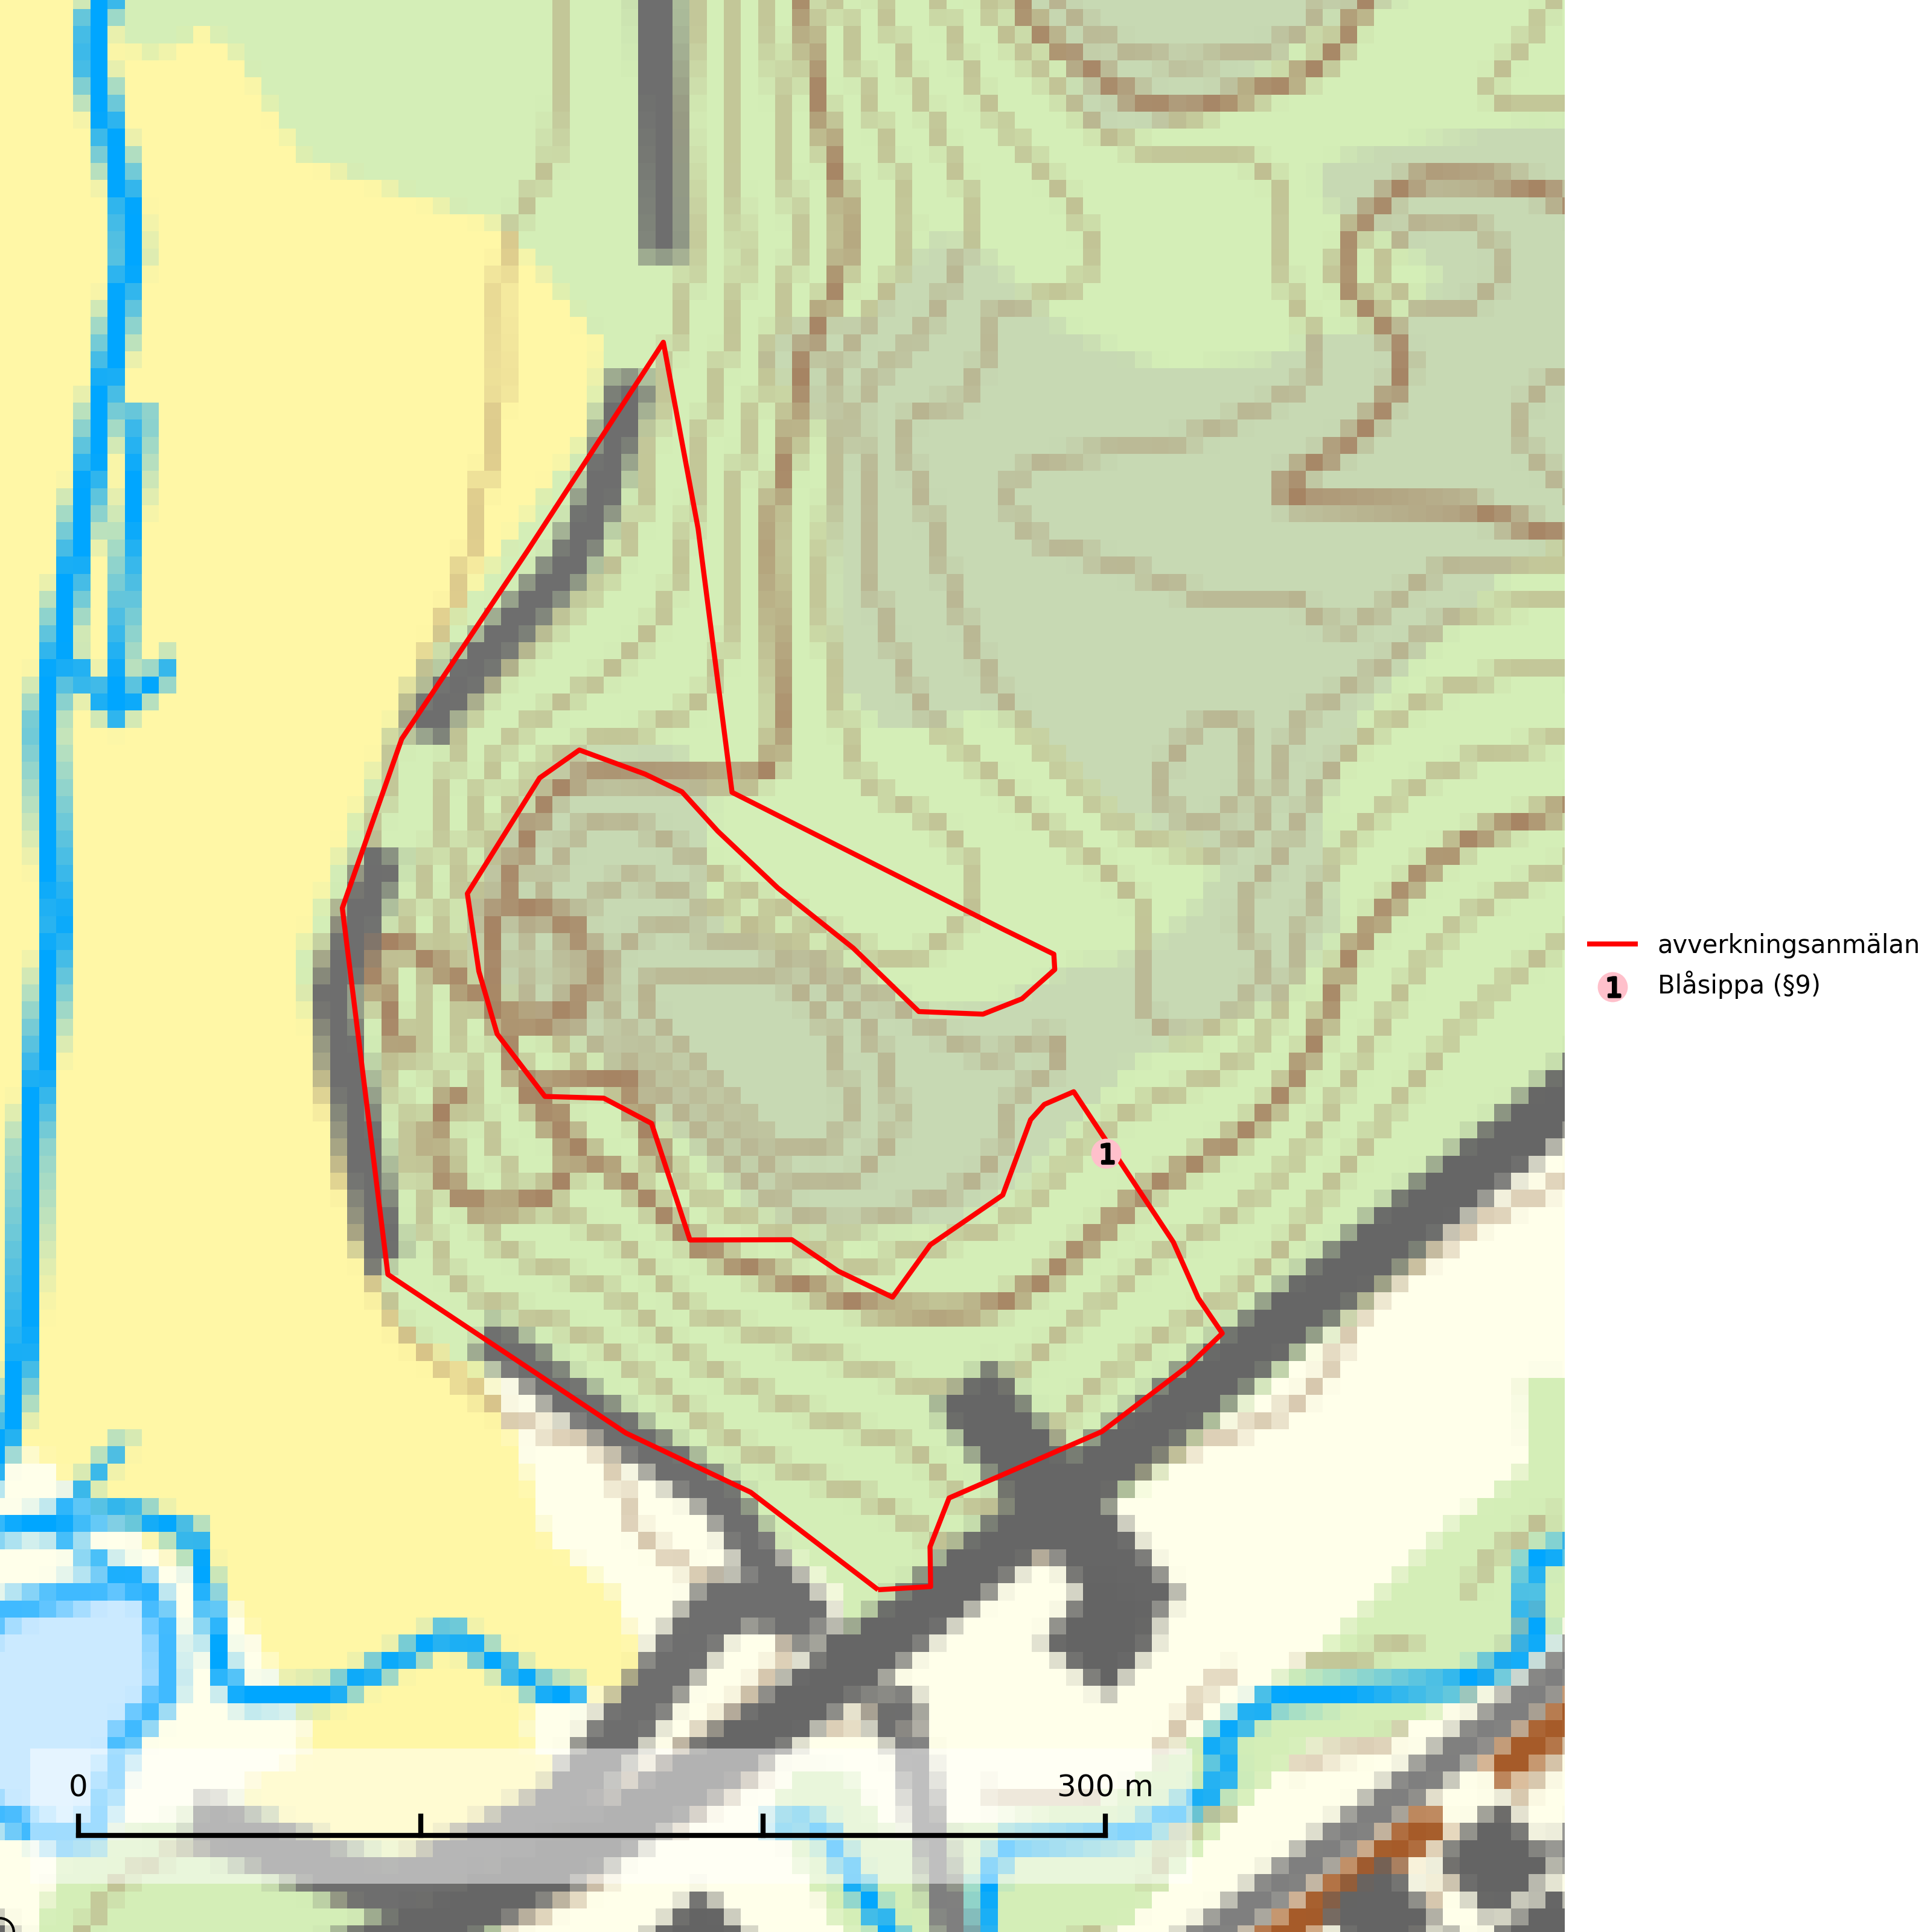 avverkningsanmälan
1 Blåsippa (§9)
1
0 300 m